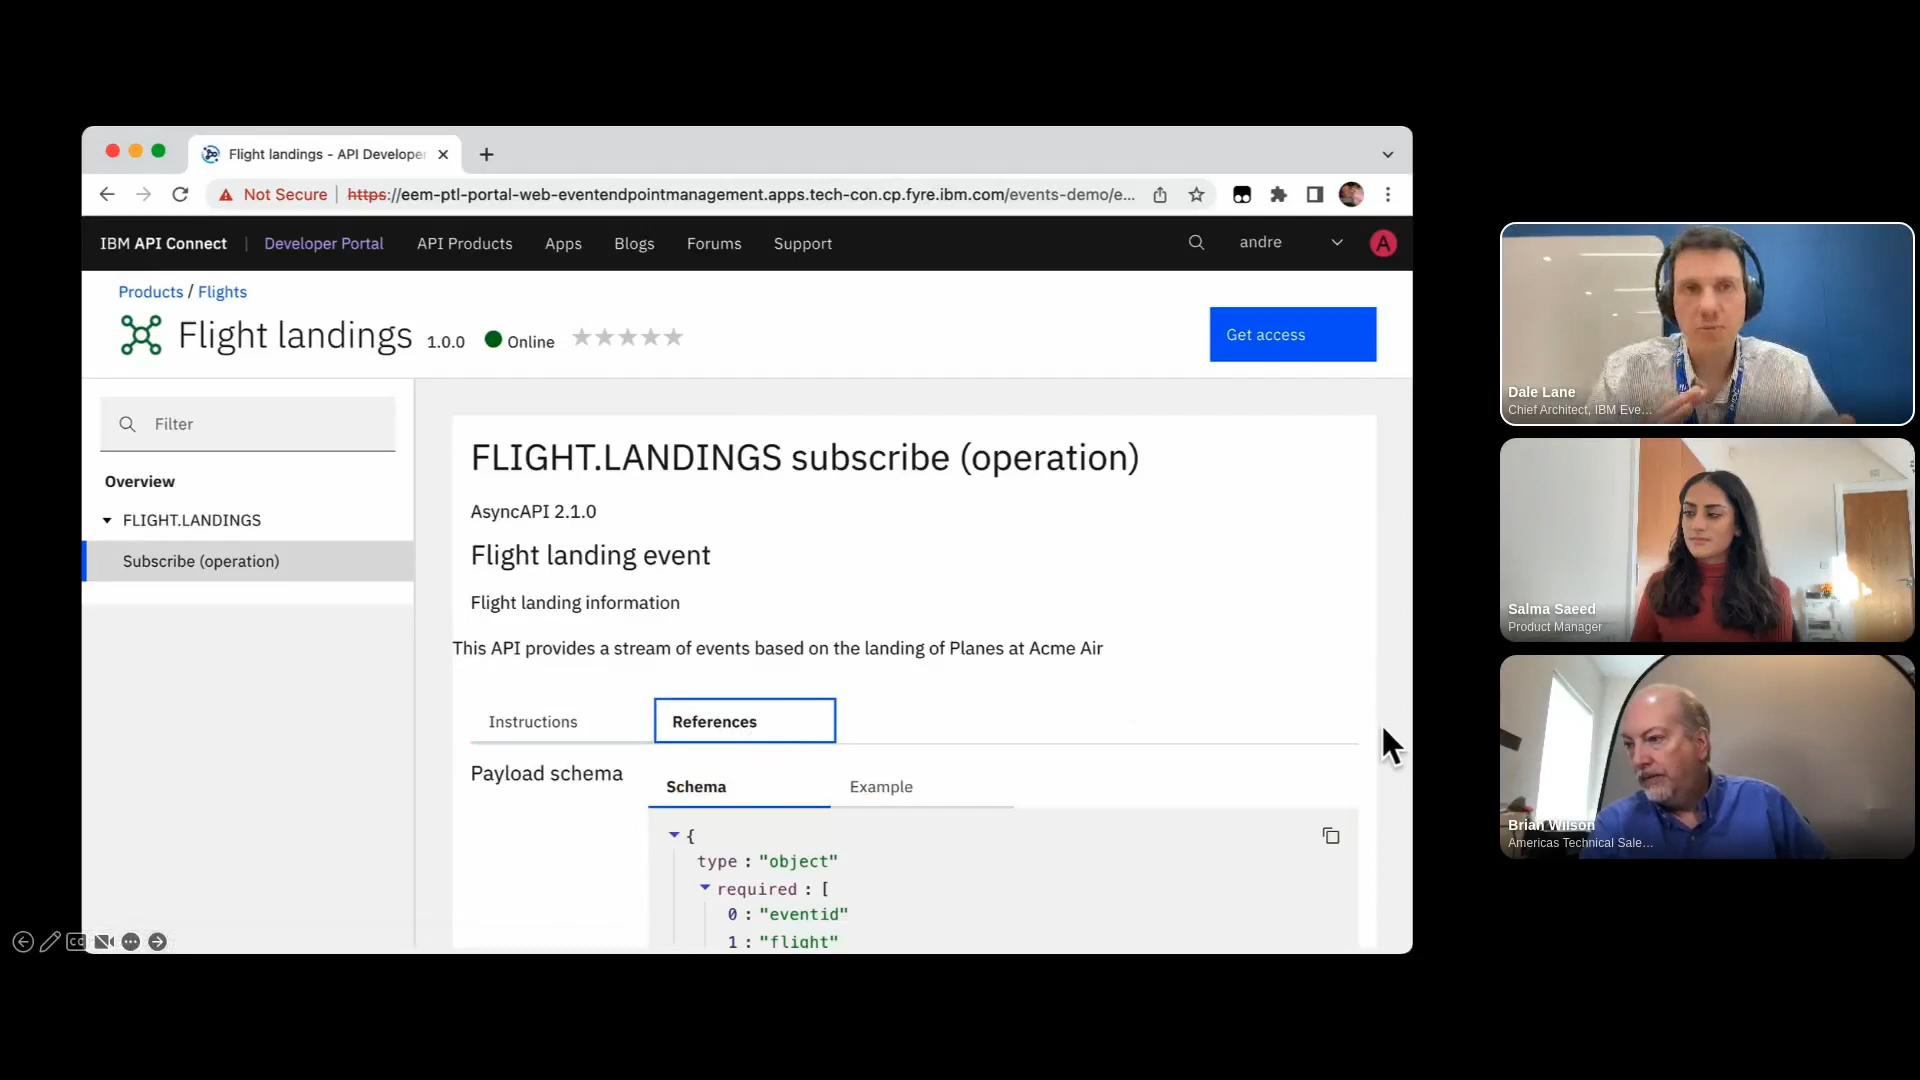 Flight landings - API Developer
Not Secure https://eem-ptl-portal-web-eventendpointmanagement.apps.tech-con.cp.fyre.ibm.com/events-demo/e...
IBM API Connect | Developer Portal API Products Apps Blogs Forums Support andre A
Products / Flights
Flight landings 1.0.0 Online Get access
Filter
Overview
FLIGHT.LANDINGS
Subscribe (operation)
FLIGHT.LANDINGS subscribe (operation)
AsyncAPI 2.1.0
Flight landing event
Flight landing information
This API provides a stream of events based on the landing of Planes at Acme Air
Instructions References
Payload schema
Schema Example
{
type : "object"
required : [
0 : "eventid"
1 : "flight"
CC
Dale Lane
Chief Architect, IBM Eve...
Salma Saeed
Product Manager
Brian Wilson
Americas Technical Sale...